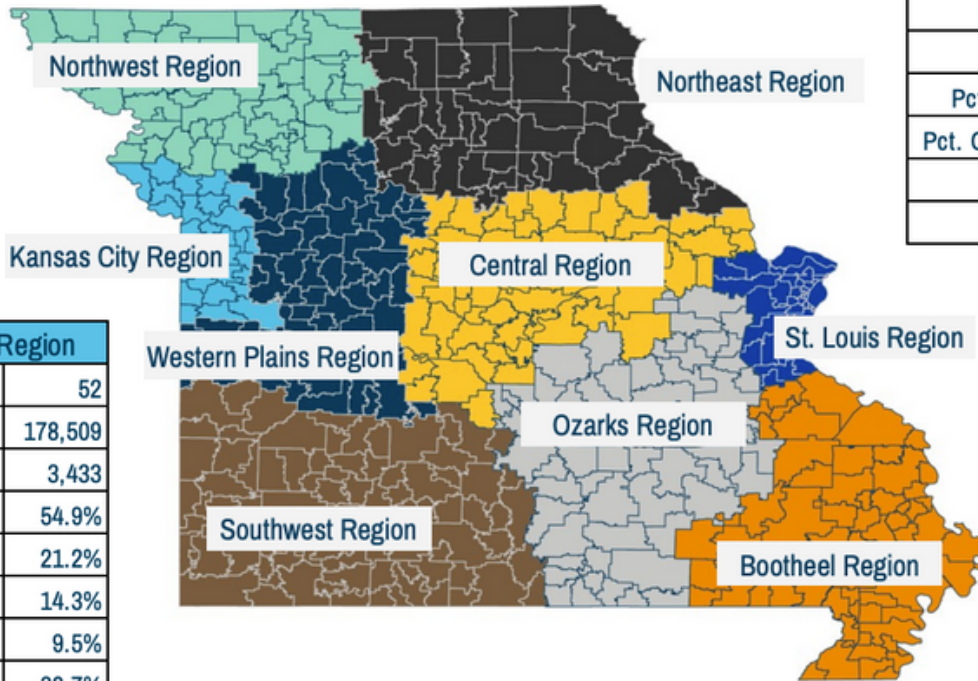 Northwest Region
Northeast Region
Kansas City Region
Central Region
Western Plains Region
St. Louis Region
Ozarks Region
Southwest Region
Bootheel Region
Region
52
178,509
3,433
54.9%
21.2%
14.3%
9.5%
Pct. C